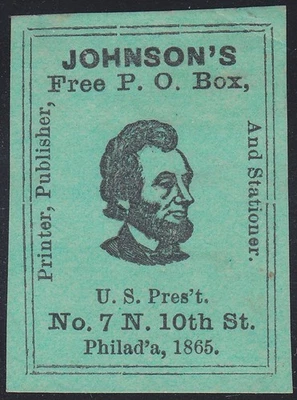 JOHNSON'S
Free P. O. Box,
Printer, Publisher,
And Stationer.
U. S. Pres't.
No. 7 N. 10th St.
Philad'a, 1865.